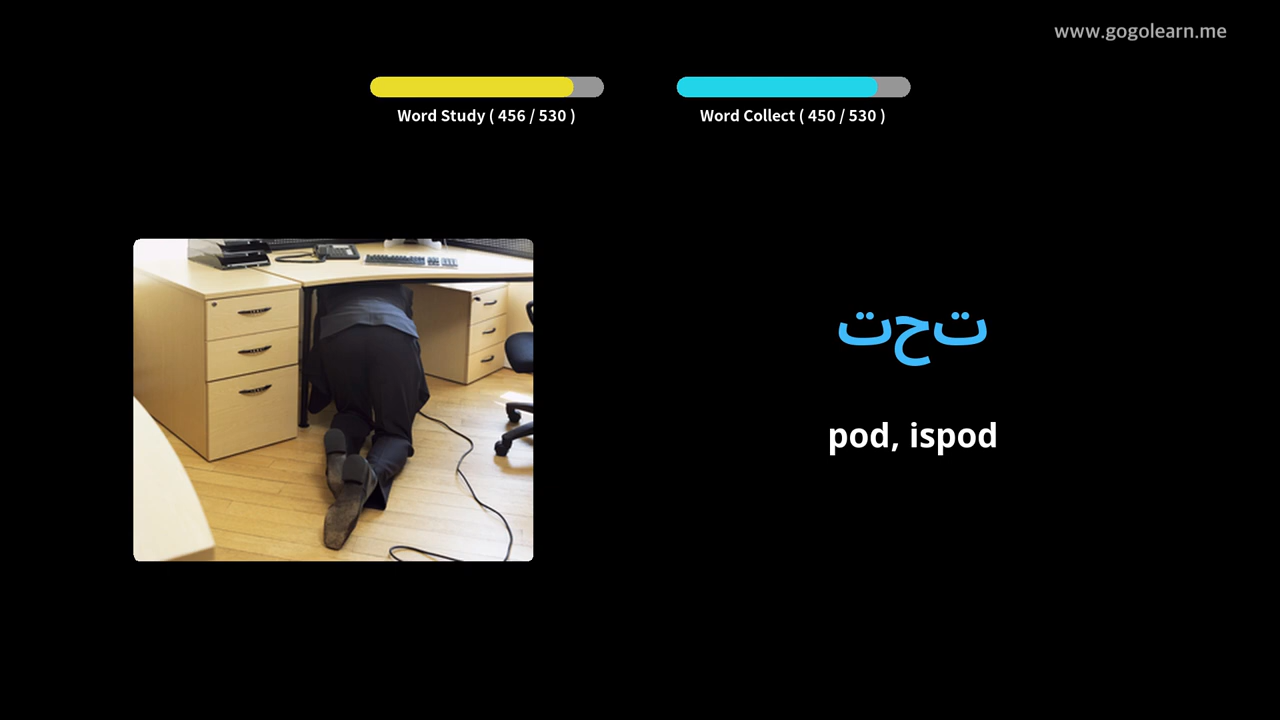 www.gogolearn.me
Word Study ( 456 / 530 )
Word Collect ( 450 / 530 )
تحت
pod, ispod